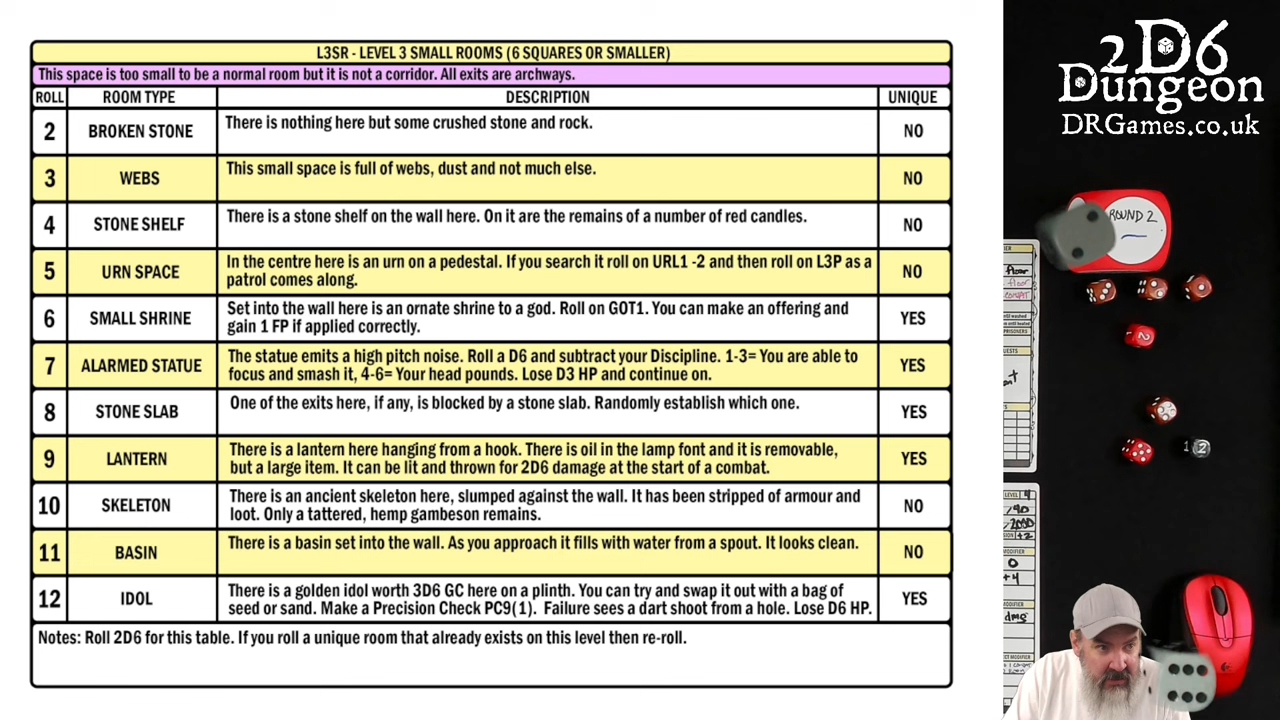 L3SR - LEVEL 3 SMALL ROOMS (6 SQUARES OR SMALLER)
This space is too small to be a normal room but it is not a corridor. All exits are archways.
ROLL ROOM TYPE DESCRIPTION UNIQUE
2 BROKEN STONE There is nothing here but some crushed stone and rock. NO
3 WEBS This small space is full of webs, dust and not much else. NO
4 STONE SHELF There is a stone shelf on the wall here. On it are the remains of a number of red candles. NO
5 URN SPACE In the centre here is an urn on a pedestal. If you search it roll on URL1 -2 and then roll on L3P as a
patrol comes along. NO
6 SMALL SHRINE Set into the wall here is an ornate shrine to a god. Roll on GOT1. You can make an offering and
gain 1 FP if applied correctly. YES
7 ALARMED STATUE The statue emits a high pitch noise. Roll a D6 and subtract your Discipline. 1-3= You are able to
focus and smash it, 4-6= Your head pounds. Lose D3 HP and continue on. YES
8 STONE SLAB One of the exits here, if any, is blocked by a stone slab. Randomly establish which one. YES
9 LANTERN There is a lantern here hanging from a hook. There is oil in the lamp font and it is removable,
but a large item. It can be lit and thrown for 2D6 damage at the start of a combat. YES
10 SKELETON There is an ancient skeleton here, slumped against the wall. It has been stripped of armour and
loot. Only a tattered, hemp gambeson remains. NO
11 BASIN There is a basin set into the wall. As you approach it fills with water from a spout. It looks clean. NO
12 IDOL There is a golden idol worth 3D6 GC here on a plinth. You can try and swap it out with a bag of
seed or sand. Make a Precision Check PC9(1). Failure sees a dart shoot from a hole. Lose D6 HP. YES
Notes: Roll 2D6 for this table. If you roll a unique room that already exists on this level then re-roll.
2D6
Dungeon
DRGames.co.uk
ROUND 2
floor
2
1 2
LEVEL 4
+2
MODIFIER
0
+4
MODIFIER
dmg
MODIFIER